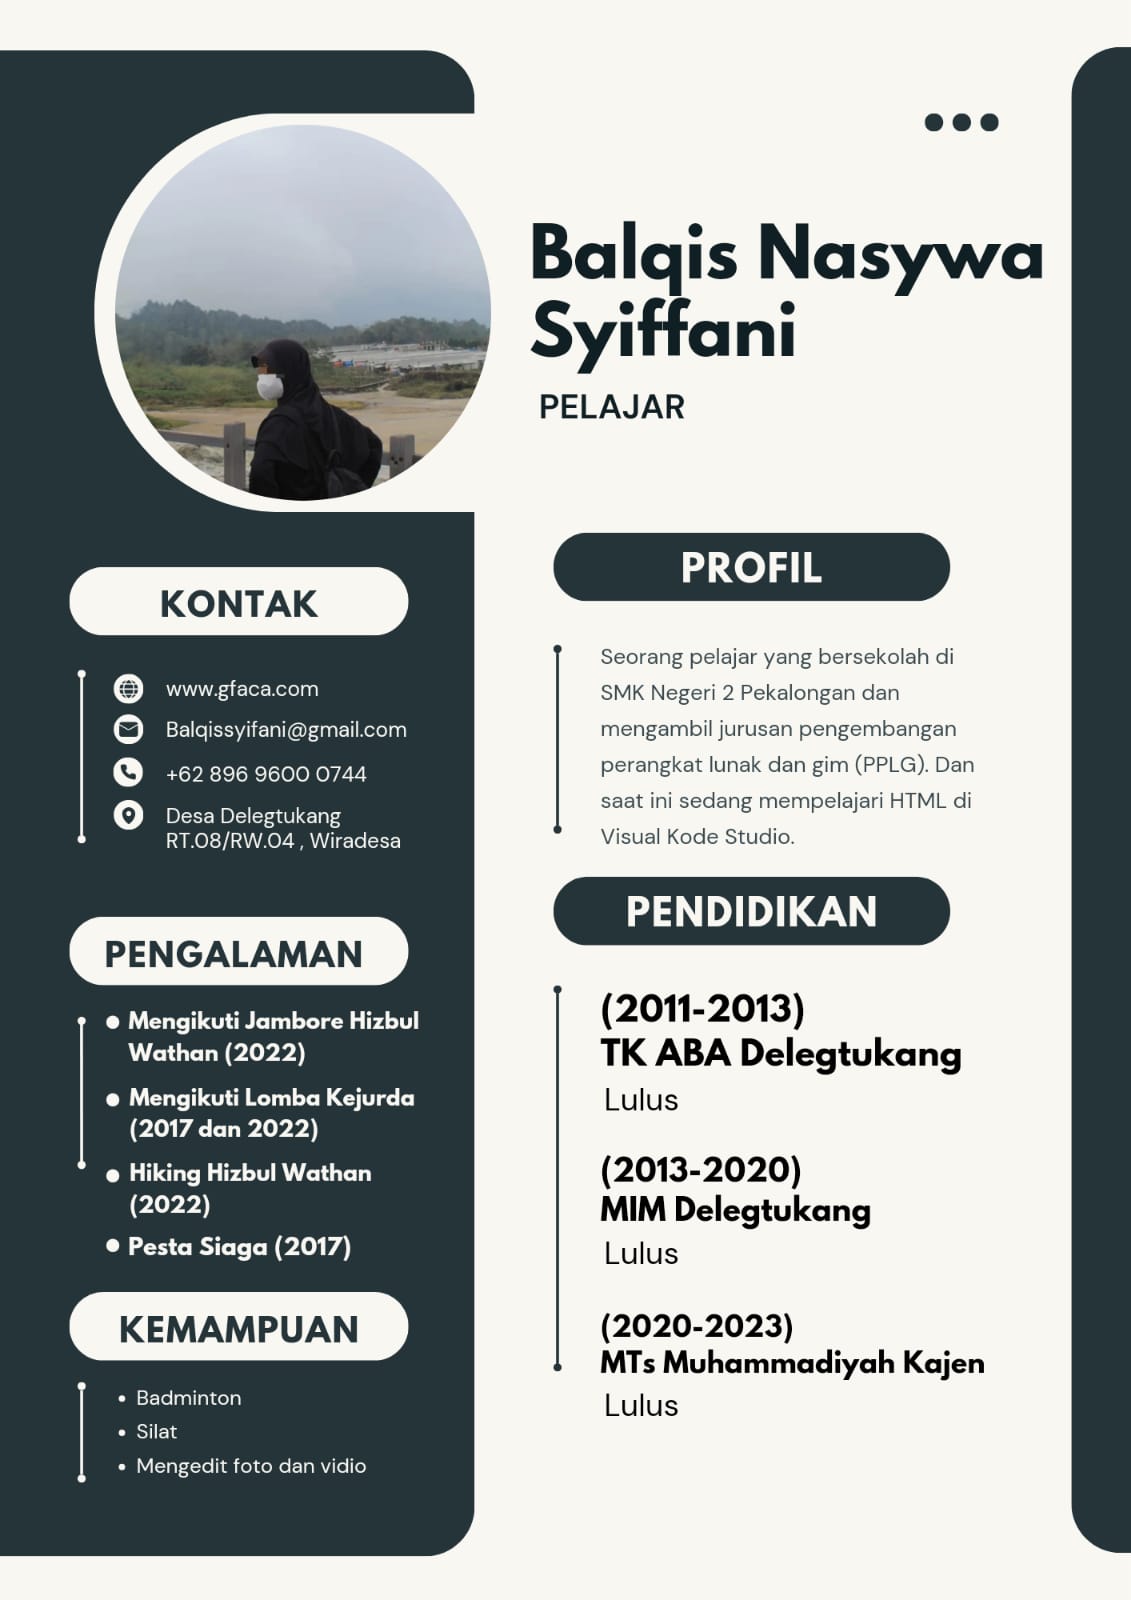 Balqis Nasywa
Syiffani
PELAJAR
KONTAK
www.gfaca.com
Balqissyifani@gmail.com
+62 896 9600 0744
Desa Delegtukang
RT.08/RW.04 , Wiradesa
PENGALAMAN
Mengikuti Jambore Hizbul
Wathan (2022)
Mengikuti Lomba Kejurda
(2017 dan 2022)
Hiking Hizbul Wathan
(2022)
Pesta Siaga (2017)
KEMAMPUAN
Badminton
Silat
Mengedit foto dan vidio
PROFIL
Seorang pelajar yang bersekolah di
SMK Negeri 2 Pekalongan dan
mengambil jurusan pengembangan
perangkat lunak dan gim (PPLG). Dan
saat ini sedang mempelajari HTML di
Visual Kode Studio.
PENDIDIKAN
(2011-2013)
TK ABA Delegtukang
Lulus
(2013-2020)
MIM Delegtukang
Lulus
(2020-2023)
MTs Muhammadiyah Kajen
Lulus